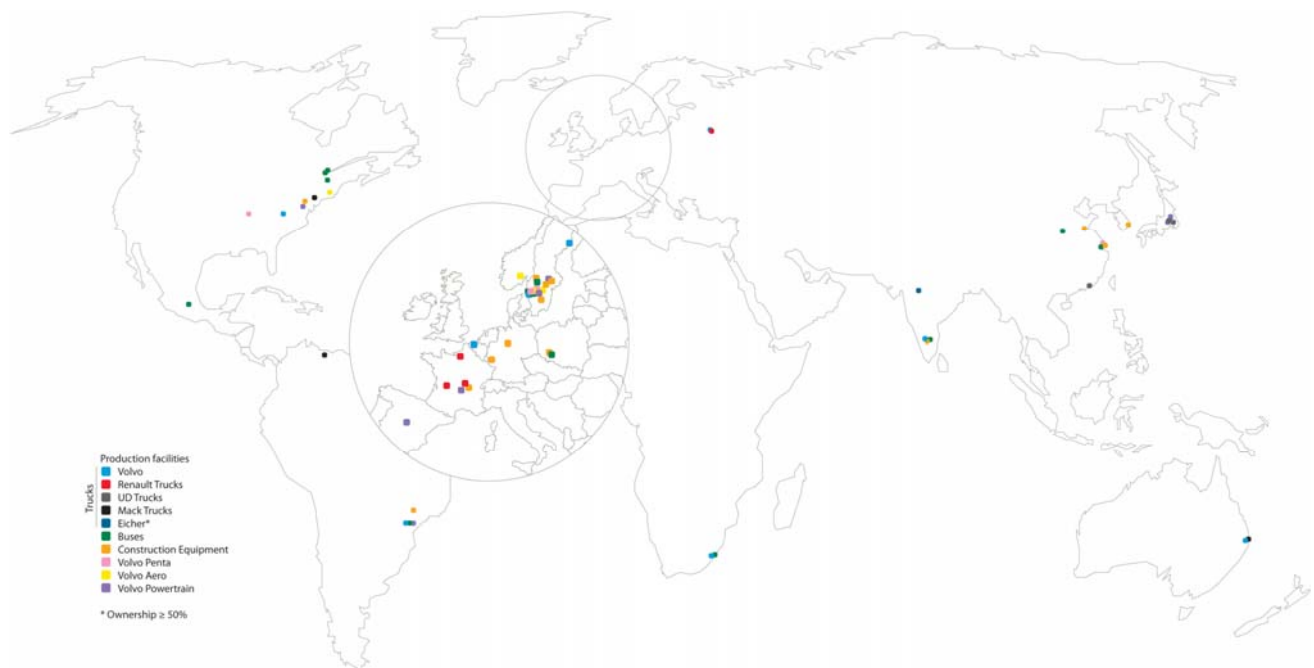 Production facilities
Trucks
Volvo
Renault Trucks
UD Trucks
Mack Trucks
Eicher*
Buses
Construction Equipment
Volvo Penta
Volvo Aero
Volvo Powertrain
* Ownership ≥ 50%